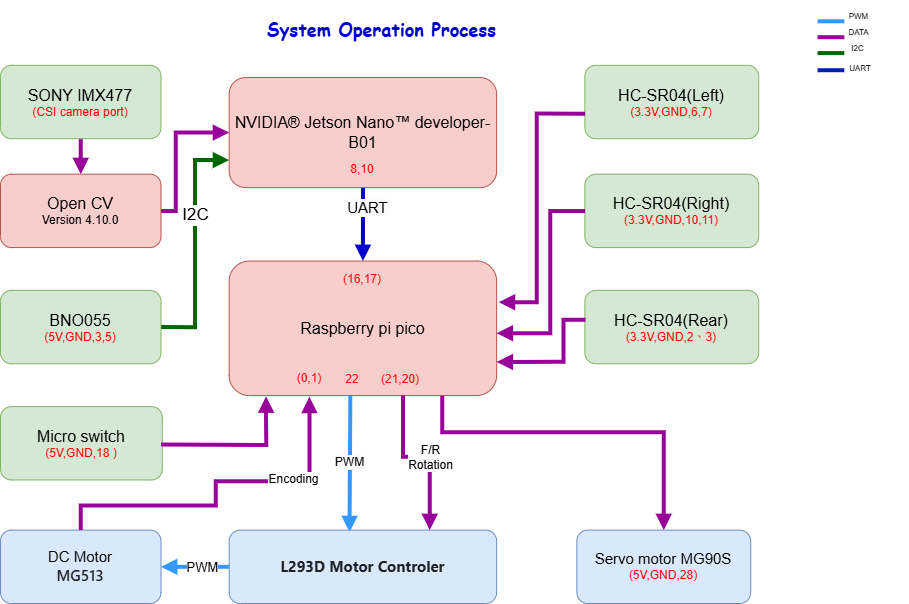 System Operation Process
PWM
DATA
I2C
UART
SONY IMX477
(CSI camera port)
NVIDIA® Jetson Nano™ developer-
B01
8,10
HC-SR04(Left)
(3.3V,GND,6,7)
Open CV
Version 4.10.0
I2C
UART
HC-SR04(Right)
(3.3V,GND,10,11)
BNO055
(5V,GND,3,5)
(16,17)
Raspberry pi pico
(0,1)
22
(21,20)
HC-SR04(Rear)
(3.3V,GND,2、3)
Micro switch
(5V,GND,18 )
Encoding
PWM
F/R
Rotation
DC Motor
MG513
PWM
L293D Motor Controler
Servo motor MG90S
(5V,GND,28)